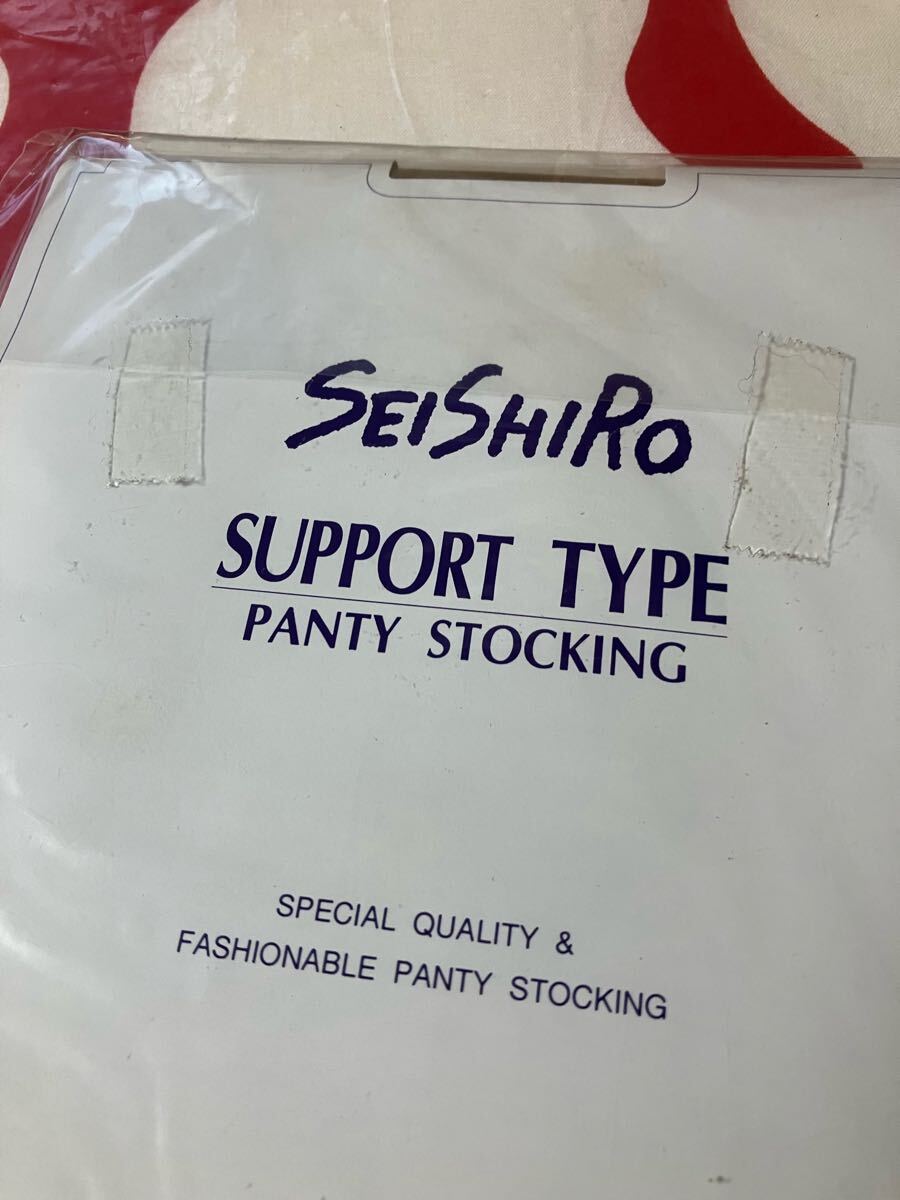 SEISHIRO
SUPPORT TYPE
PANTY STOCKING
SPECIAL QUALITY &
FASHIONABLE PANTY STOCKING